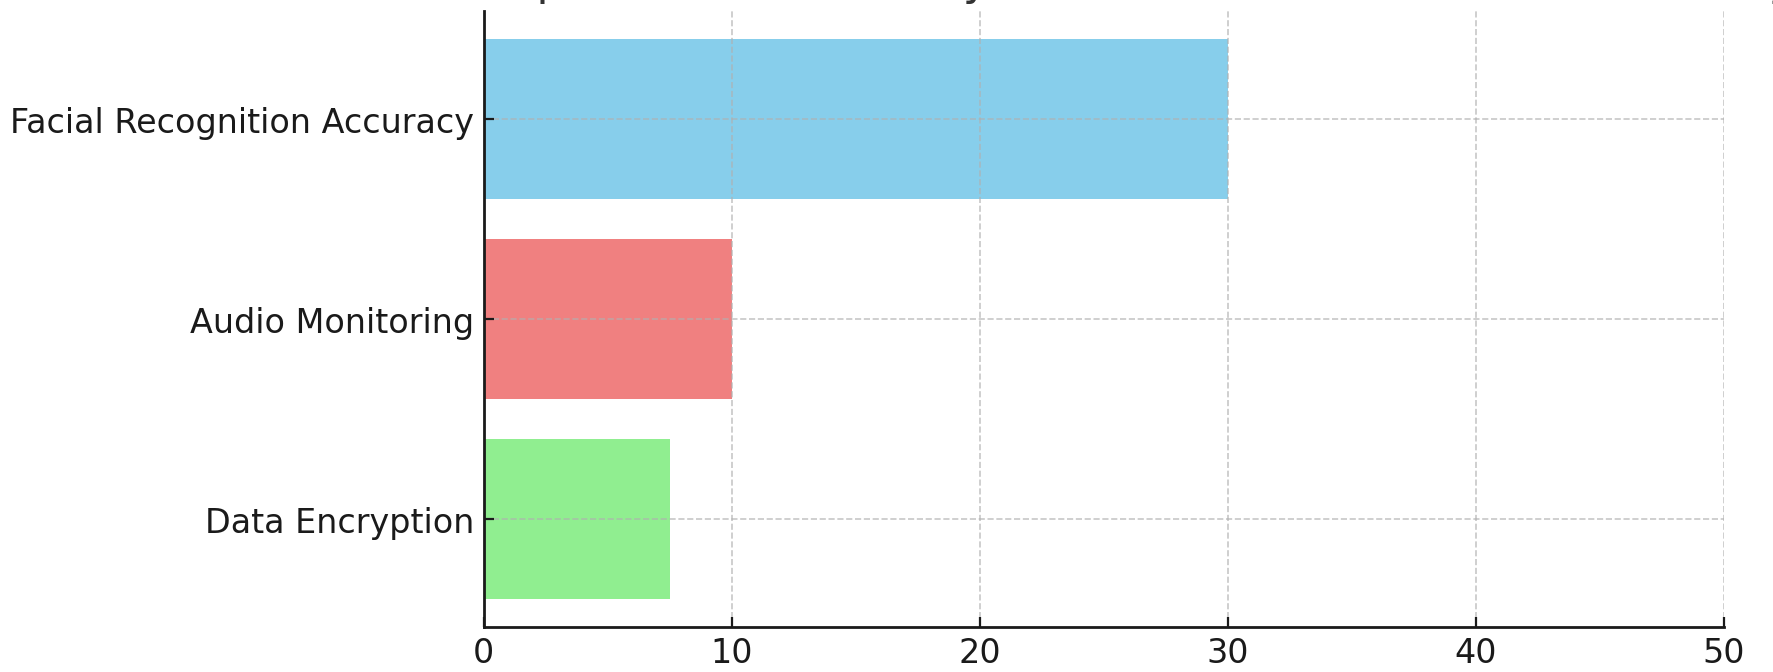 Facial Recognition Accuracy
Audio Monitoring
Data Encryption
0 10 20 30 40 50